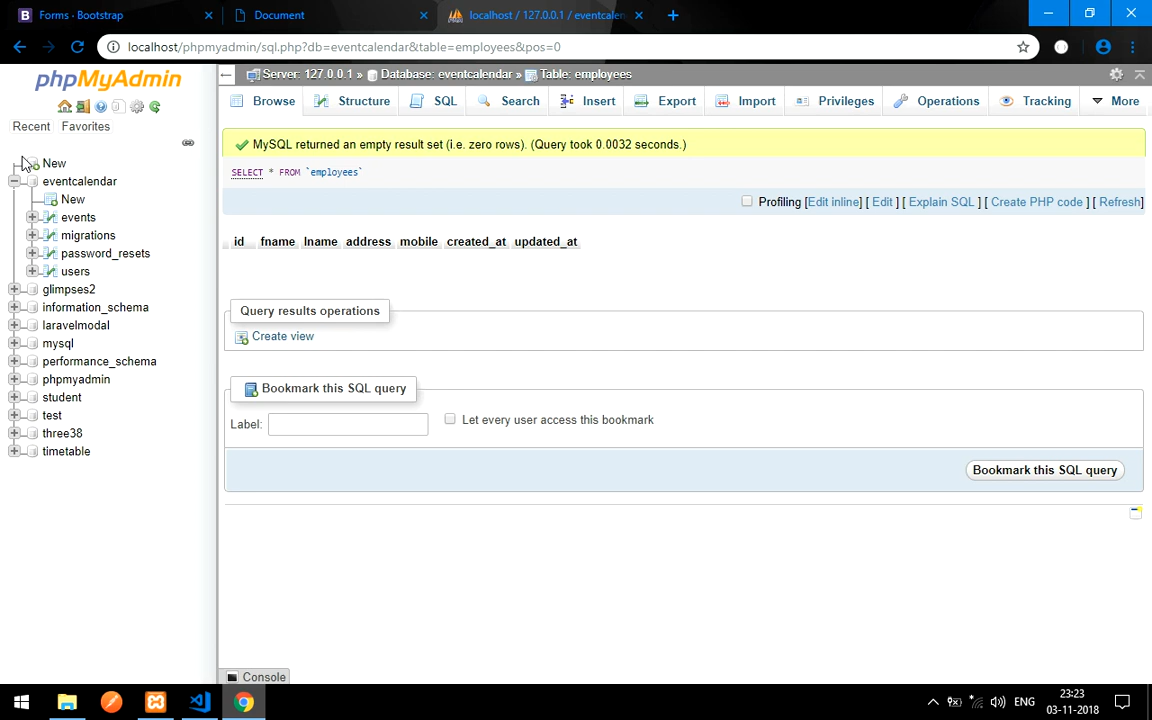 Forms · Bootstrap
Document
localhost / 127.0.0.1 / eventcalen
localhost/phpmyadmin/sql.php?db=eventcalendar&table=employees&pos=0
phpMyAdmin
Recent
Favorites
New
eventcalendar
New
events
migrations
password_resets
users
glimpses2
information_schema
laravelmodal
mysql
performance_schema
phpmyadmin
student
test
three38
timetable
Server: 127.0.0.1 » Database: eventcalendar » Table: employees
Browse Structure SQL Search Insert Export Import Privileges Operations Tracking More
MySQL returned an empty result set (i.e. zero rows). (Query took 0.0032 seconds.)
SELECT * FROM `employees`
Profiling [Edit inline] [ Edit ] [ Explain SQL ] [ Create PHP code ] [ Refresh]
id fname lname address mobile created_at updated_at
Query results operations
Create view
Bookmark this SQL query
Label:
Let every user access this bookmark
Bookmark this SQL query
Console
ENG
23:23
03-11-2018